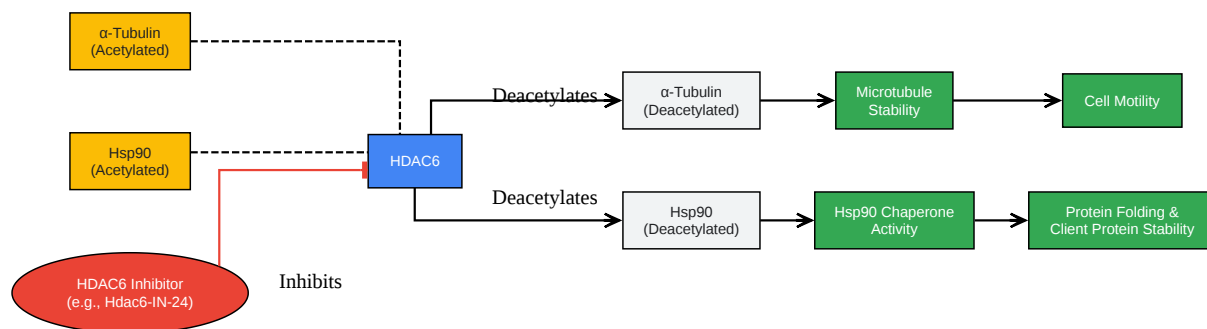 α-Tubulin
(Acetylated)
Hsp90
(Acetylated)
HDAC6 Inhibitor
(e.g., Hdac6-IN-24)
Inhibits
HDAC6
Deacetylates
α-Tubulin
(Deacetylated)
Microtubule
Stability
Cell Motility
Deacetylates
Hsp90
(Deacetylated)
Hsp90 Chaperone
Activity
Protein Folding &
Client Protein Stability